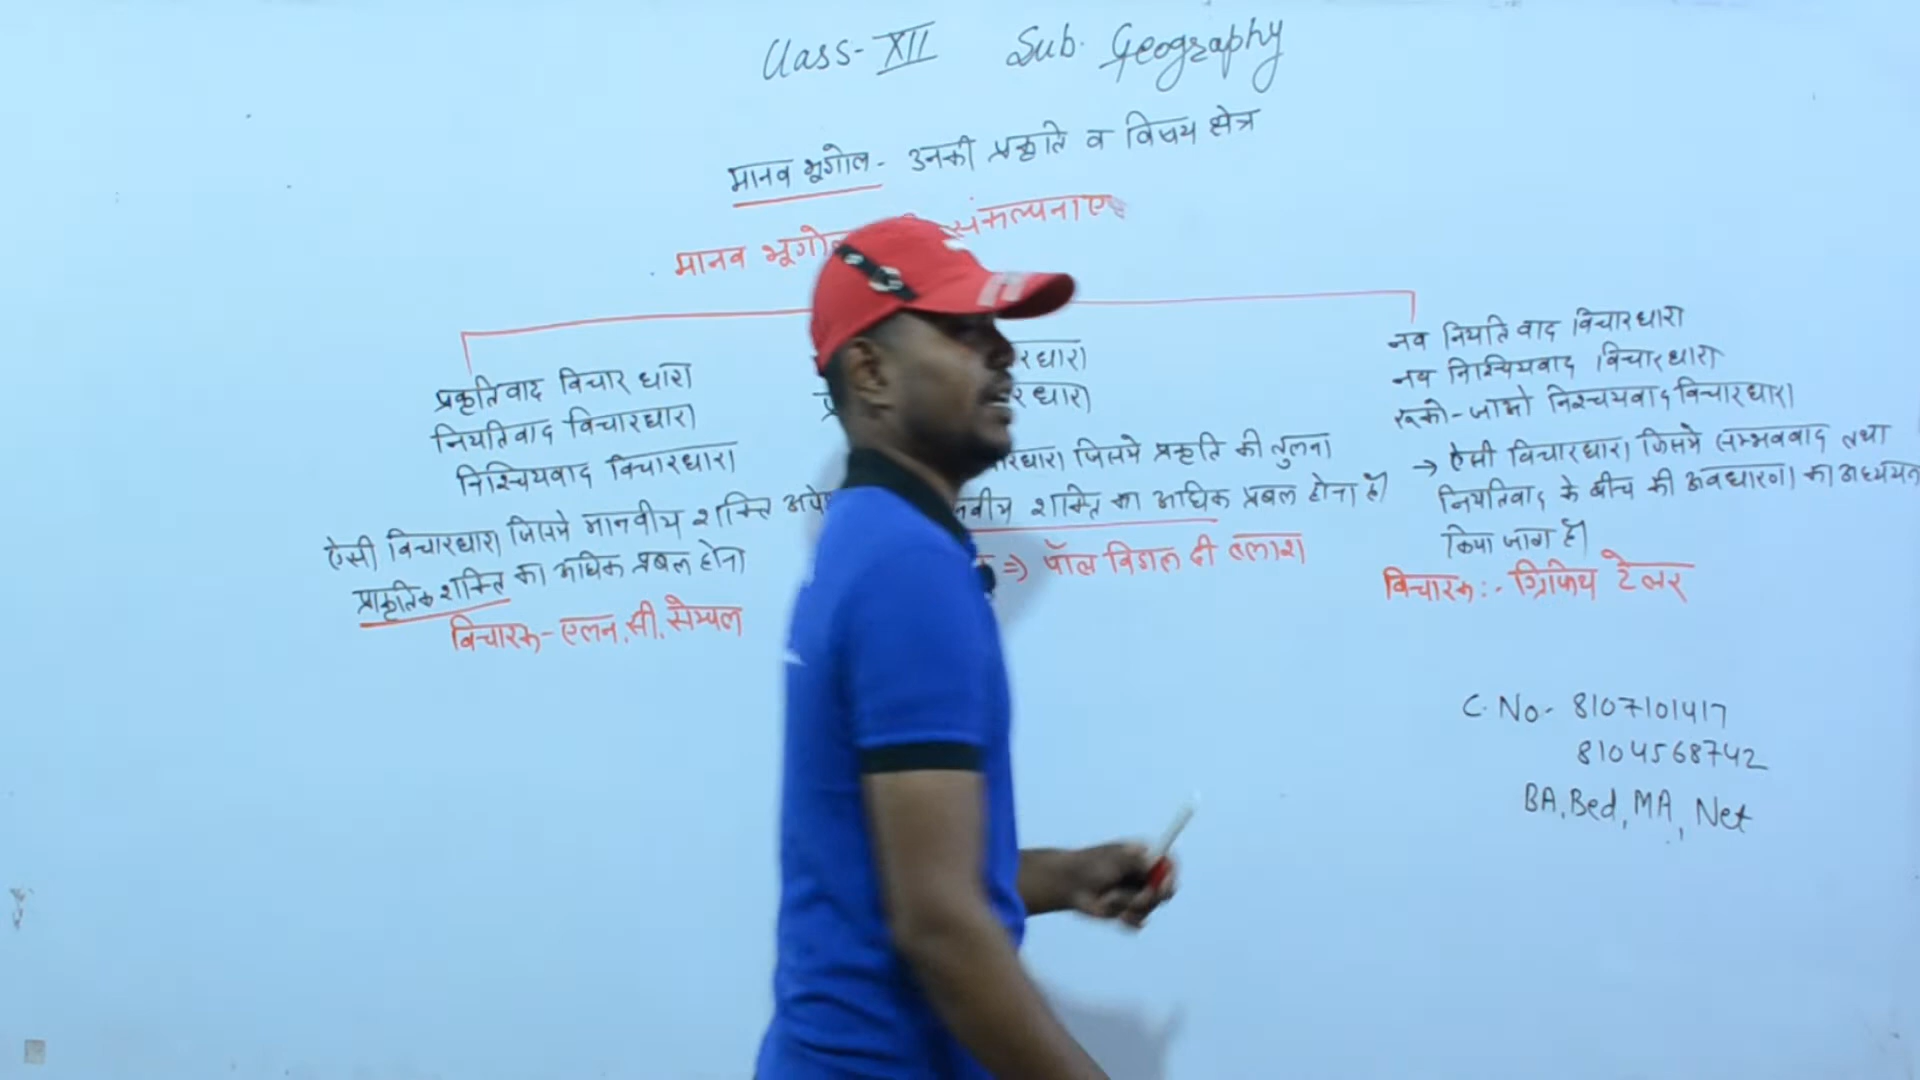 Class-XII Sub. Geography
मानव भूगोल - उनकी प्रकृति व विषय क्षेत्र
मानव भूगो संकल्पनाए
प्रकृतिवाद विचार धारा
नियतिवाद विचारधारा
निश्चियवाद विचारधारा
ऐसी विचारधारा जिसमे मानवीय शक्ति अपे
प्राकृतिक शक्ति का अधिक प्रबल होना
विचारक - एलन. सी. सेम्पल
रधारा
र धारा
रधारा जिसमे प्रकृति की तुलना
नवीय शक्ति का अधिक प्रबल होना है
क ⇒ पॉल विडाल दी ब्लाश
नव नियति वाद विचारधारा
नव निश्चियवाद विचारधारा
रूको - जाओ निश्चयवाद विचारधारा
→ ऐसी विचारधारा जिसमे सम्भववाद तथा
नियतिवाद के बीच की अवधारणा का अध्ययन
किया जाता है
विचारक :- ग्रिफिथ टेलर
C. No- 8107101417
8104568742
BA, Bed, MA, Net